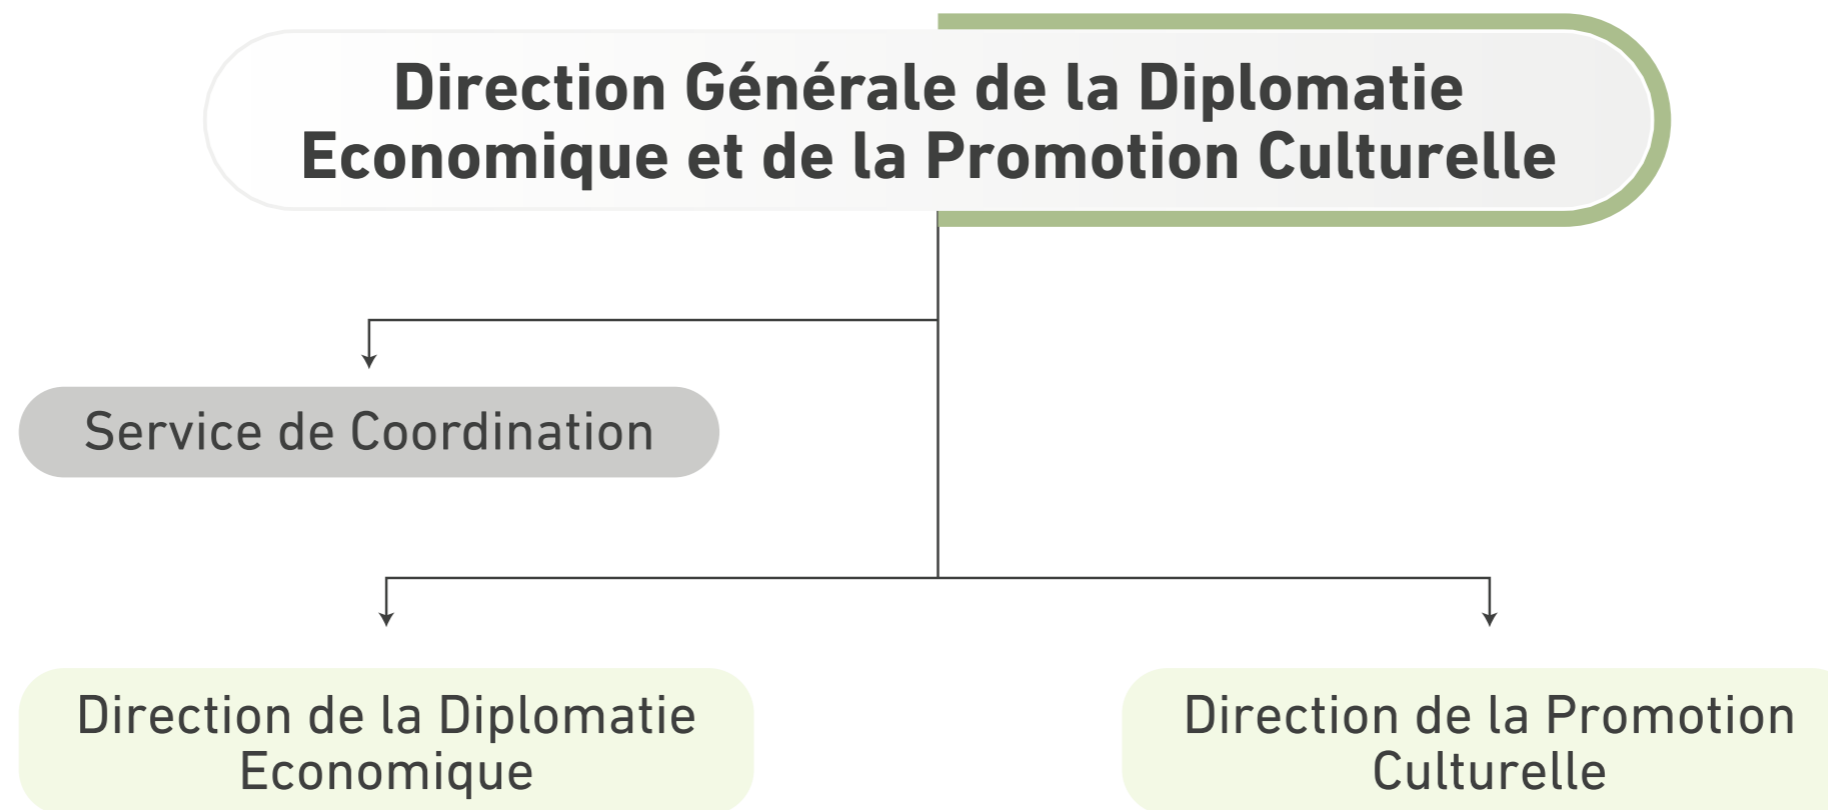 Direction Générale de la Diplomatie
Economique et de la Promotion Culturelle
Service de Coordination
Direction de la Diplomatie
Economique
Direction de la Promotion
Culturelle